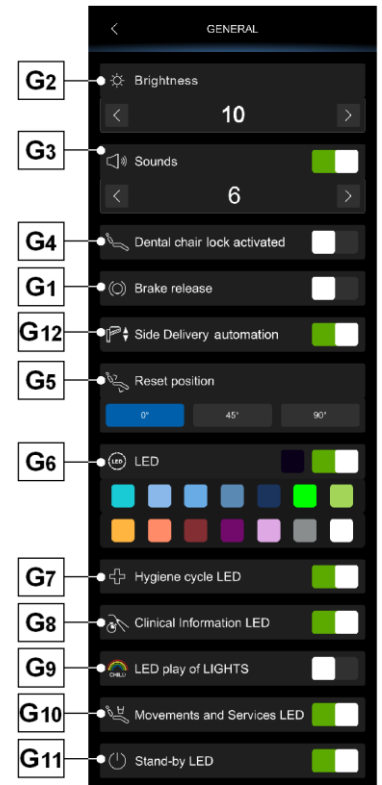 GENERAL
G2 Brightness
10
G3 Sounds
6
G4 Dental chair lock activated
G1 Brake release
G12 Side Delivery automation
G5 Reset position
0° 45° 90°
G6 LED LED
G7 Hygiene cycle LED
G8 Clinical Information LED
G9 CHILD LED play of LIGHTS
G10 Movements and Services LED
G11 Stand-by LED